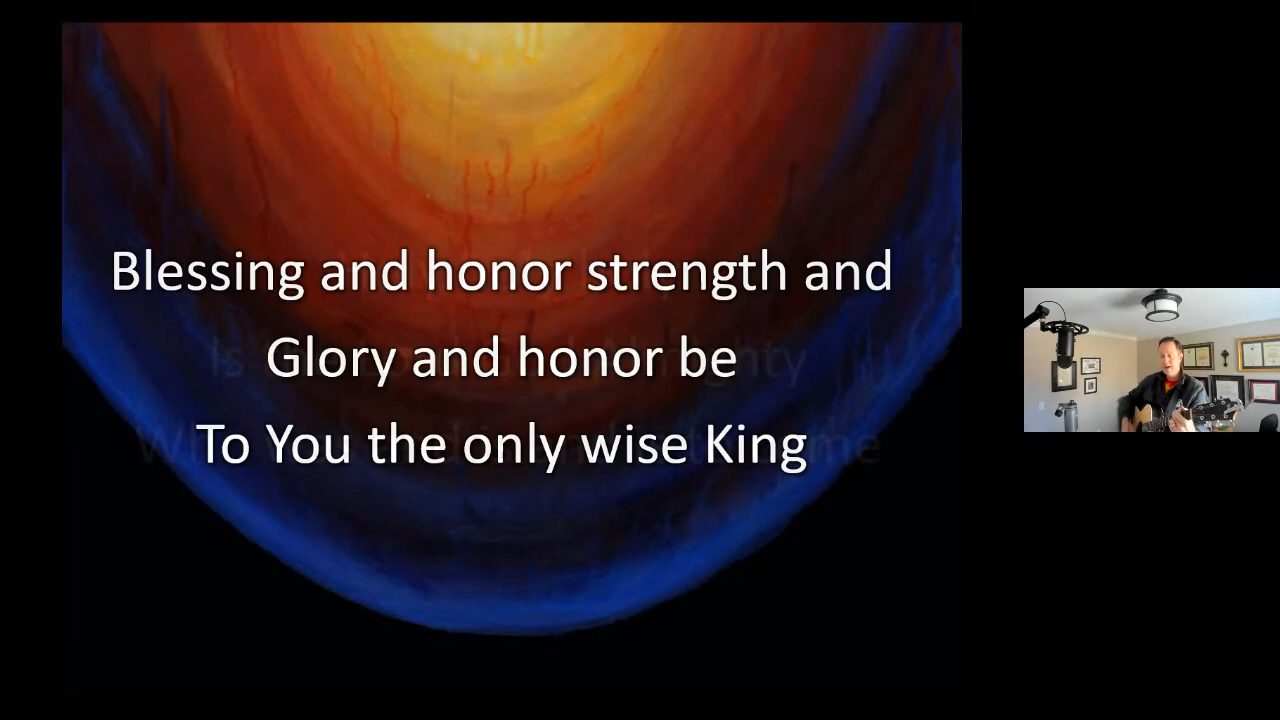 Blessing and honor strength and
Glory and honor be
To You the only wise King